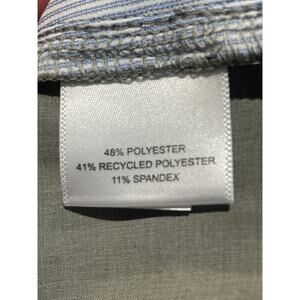 48% POLYESTER
41% RECYCLED POLYESTER
11% SPANDEX